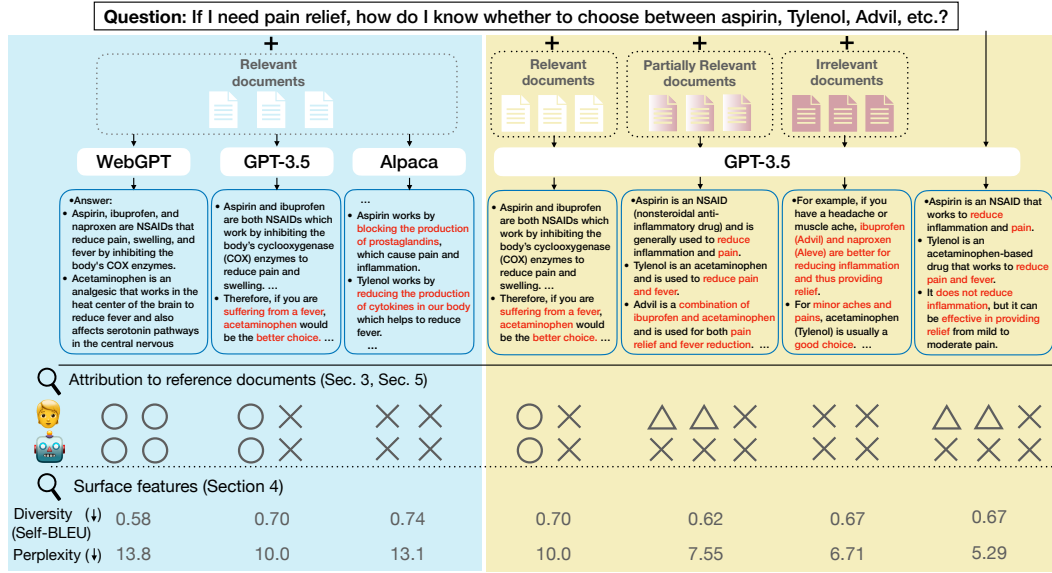 Question: If I need pain relief, how do I know whether to choose between aspirin, Tylenol, Advil, etc.?
+
Relevant
documents
WebGPT
GPT-3.5
Alpaca
•Answer:
• Aspirin, ibuprofen, and
naproxen are NSAIDs that
reduce pain, swelling, and
fever by inhibiting the
body's COX enzymes.
• Acetaminophen is an
analgesic that works in the
heat center of the brain to
reduce fever and also
affects serotonin pathways
in the central nervous
• Aspirin and ibuprofen
are both NSAIDs which
work by inhibiting the
body's cyclooxygenase
(COX) enzymes to
reduce pain and
swelling. ...
• Therefore, if you are
suffering from a fever,
acetaminophen would
be the better choice. ...
...
• Aspirin works by
blocking the production
of prostaglandins,
which cause pain and
inflammation.
• Tylenol works by
reducing the production
of cytokines in our body
which helps to reduce
fever.
...
+
Relevant
documents
+
Partially Relevant
documents
+
Irrelevant
documents
GPT-3.5
• Aspirin and ibuprofen
are both NSAIDs which
work by inhibiting the
body's cyclooxygenase
(COX) enzymes to
reduce pain and
swelling. ...
• Therefore, if you are
suffering from a fever,
acetaminophen would
be the better choice. ...
•Aspirin is an NSAID
(nonsteroidal anti-
inflammatory drug) and is
generally used to reduce
inflammation and pain.
• Tylenol is an acetaminophen
and is used to reduce pain
and fever.
• Advil is a combination of
ibuprofen and acetaminophen
and is used for both pain
relief and fever reduction. ...
•For example, if you
have a headache or
muscle ache, ibuprofen
(Advil) and naproxen
(Aleve) are better for
reducing inflammation
and thus providing
relief.
• For minor aches and
pains, acetaminophen
(Tylenol) is usually a
good choice. ...
•Aspirin is an NSAID that
works to reduce
inflammation and pain.
• Tylenol is an
acetaminophen-based
drug that works to reduce
pain and fever.
• It does not reduce
inflammation, but it can
be effective in providing
relief from mild to
moderate pain.
Attribution to reference documents (Sec. 3, Sec. 5)
Surface features (Section 4)
Diversity (↓) 0.58 0.70 0.74 0.70 0.62 0.67 0.67
(Self-BLEU)
Perplexity (↓) 13.8 10.0 13.1 10.0 7.55 6.71 5.29